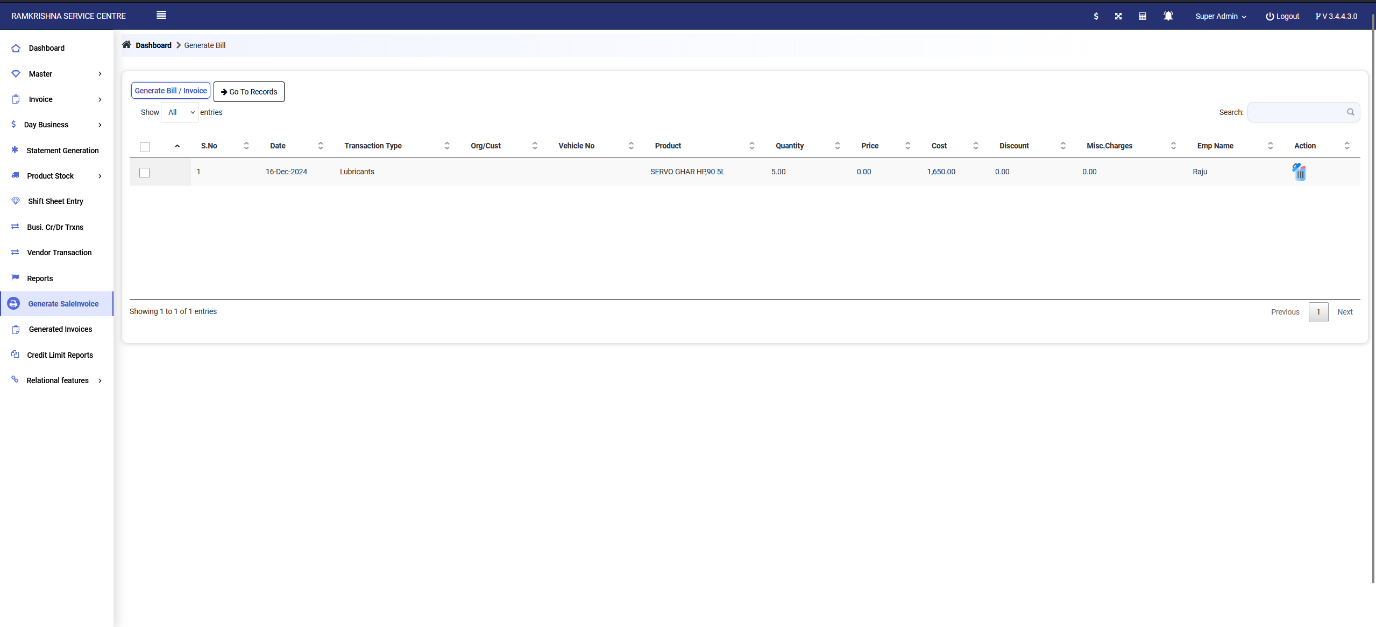 RAMKRISHNA SERVICE CENTRE
$ Super Admin Logout V 3.4.4.3.0
Dashboard
Master
Invoice
$ Day Business
Statement Generation
Product Stock
Shift Sheet Entry
Busi. Cr/Dr Trxns
Vendor Transaction
Reports
Generate SaleInvoice
Generated Invoices
Credit Limit Reports
Relational features
Dashboard > Generate Bill
Generate Bill / Invoice Go To Records
Show All entries Search:
S.No Date Transaction Type Org/Cust Vehicle No Product Quantity Price Cost Discount Misc.Charges Emp Name Action
1 16-Dec-2024 Lubricants SERVO GHAR HP,90 5L 5.00 0.00 1,650.00 0.00 0.00 Raju
Showing 1 to 1 of 1 entries Previous 1 Next